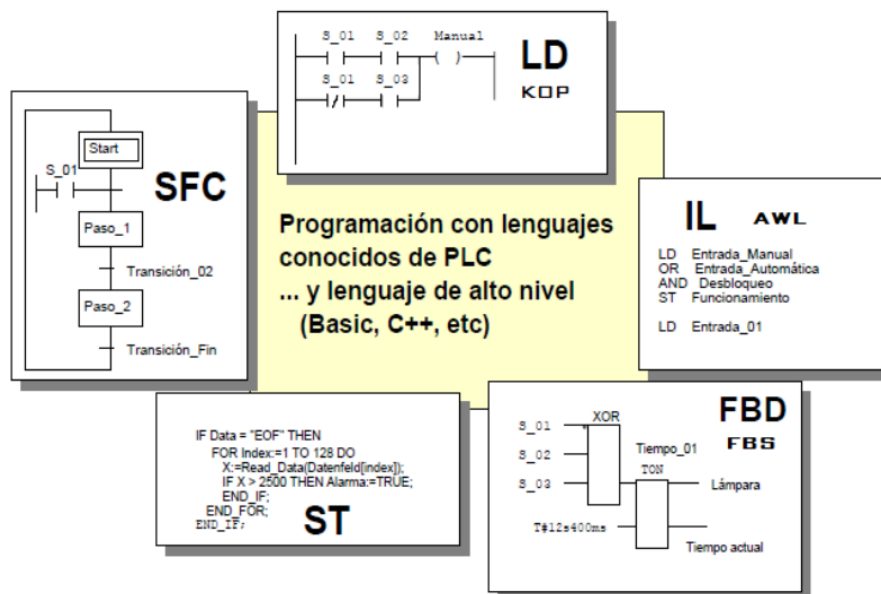 S_01 S_02 Manual
( )
S_01 S_03
LD
KOP
Start
S_01
SFC
Paso_1
Transición_02
Paso_2
Transición_Fin
Programación con lenguajes
conocidos de PLC
... y lenguaje de alto nivel
(Basic, C++, etc)
IL AWL
LD Entrada_Manual
OR Entrada_Automática
AND Desbloqueo
ST Funcionamiento
LD Entrada_01
IF Data = "EOF" THEN
FOR Index:=1 TO 128 DO
X:=Read_Data(Datenfeld[index]);
IF X > 2500 THEN Alarma:=TRUE;
END_IF;
END_FOR;
END_IF;
ST
FBD
FBS
XOR
S_01
S_02
S_03
Tiempo_01
TON
Lámpara
T#12s400ms
Tiempo actual